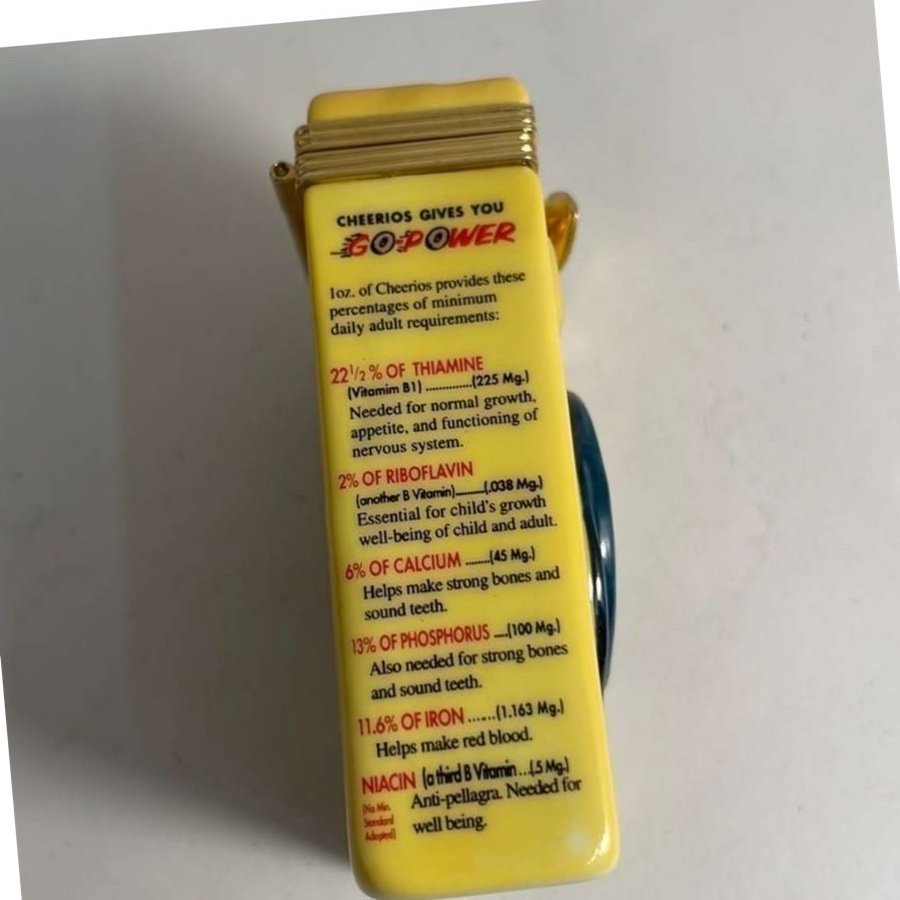 CHEERIOS GIVES YOU
GO-POWER
1oz. of Cheerios provides these
percentages of minimum
daily adult requirements:
22 1/2 % OF THIAMINE
(Vitamim B1) ..............(225 Mg.)
Needed for normal growth,
appetite, and functioning of
nervous system.
2% OF RIBOFLAVIN
(another B Vitamin)..........(.038 Mg.)
Essential for child's growth
well-being of child and adult.
6% OF CALCIUM ........(45 Mg.)
Helps make strong bones and
sound teeth.
13% OF PHOSPHORUS ....(100 Mg.)
Also needed for strong bones
and sound teeth.
11.6% OF IRON .......(1.163 Mg.)
Helps make red blood.
NIACIN (a third B Vitamin ...(.5 Mg.)
(No Min.
Standard
Adopted)
Anti-pellagra. Needed for
well being.